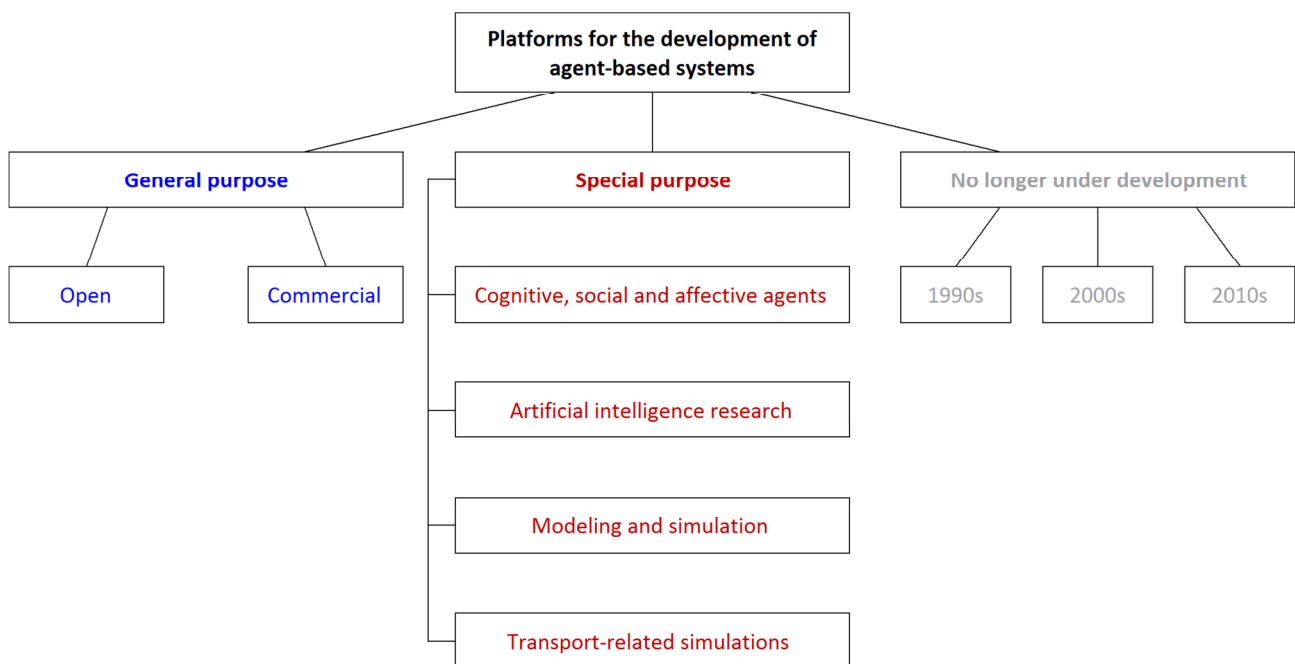 Platforms for the development of
agent-based systems
General purpose
Special purpose
No longer under development
Open
Commercial
Cognitive, social and affective agents
1990s
2000s
2010s
Artificial intelligence research
Modeling and simulation
Transport-related simulations